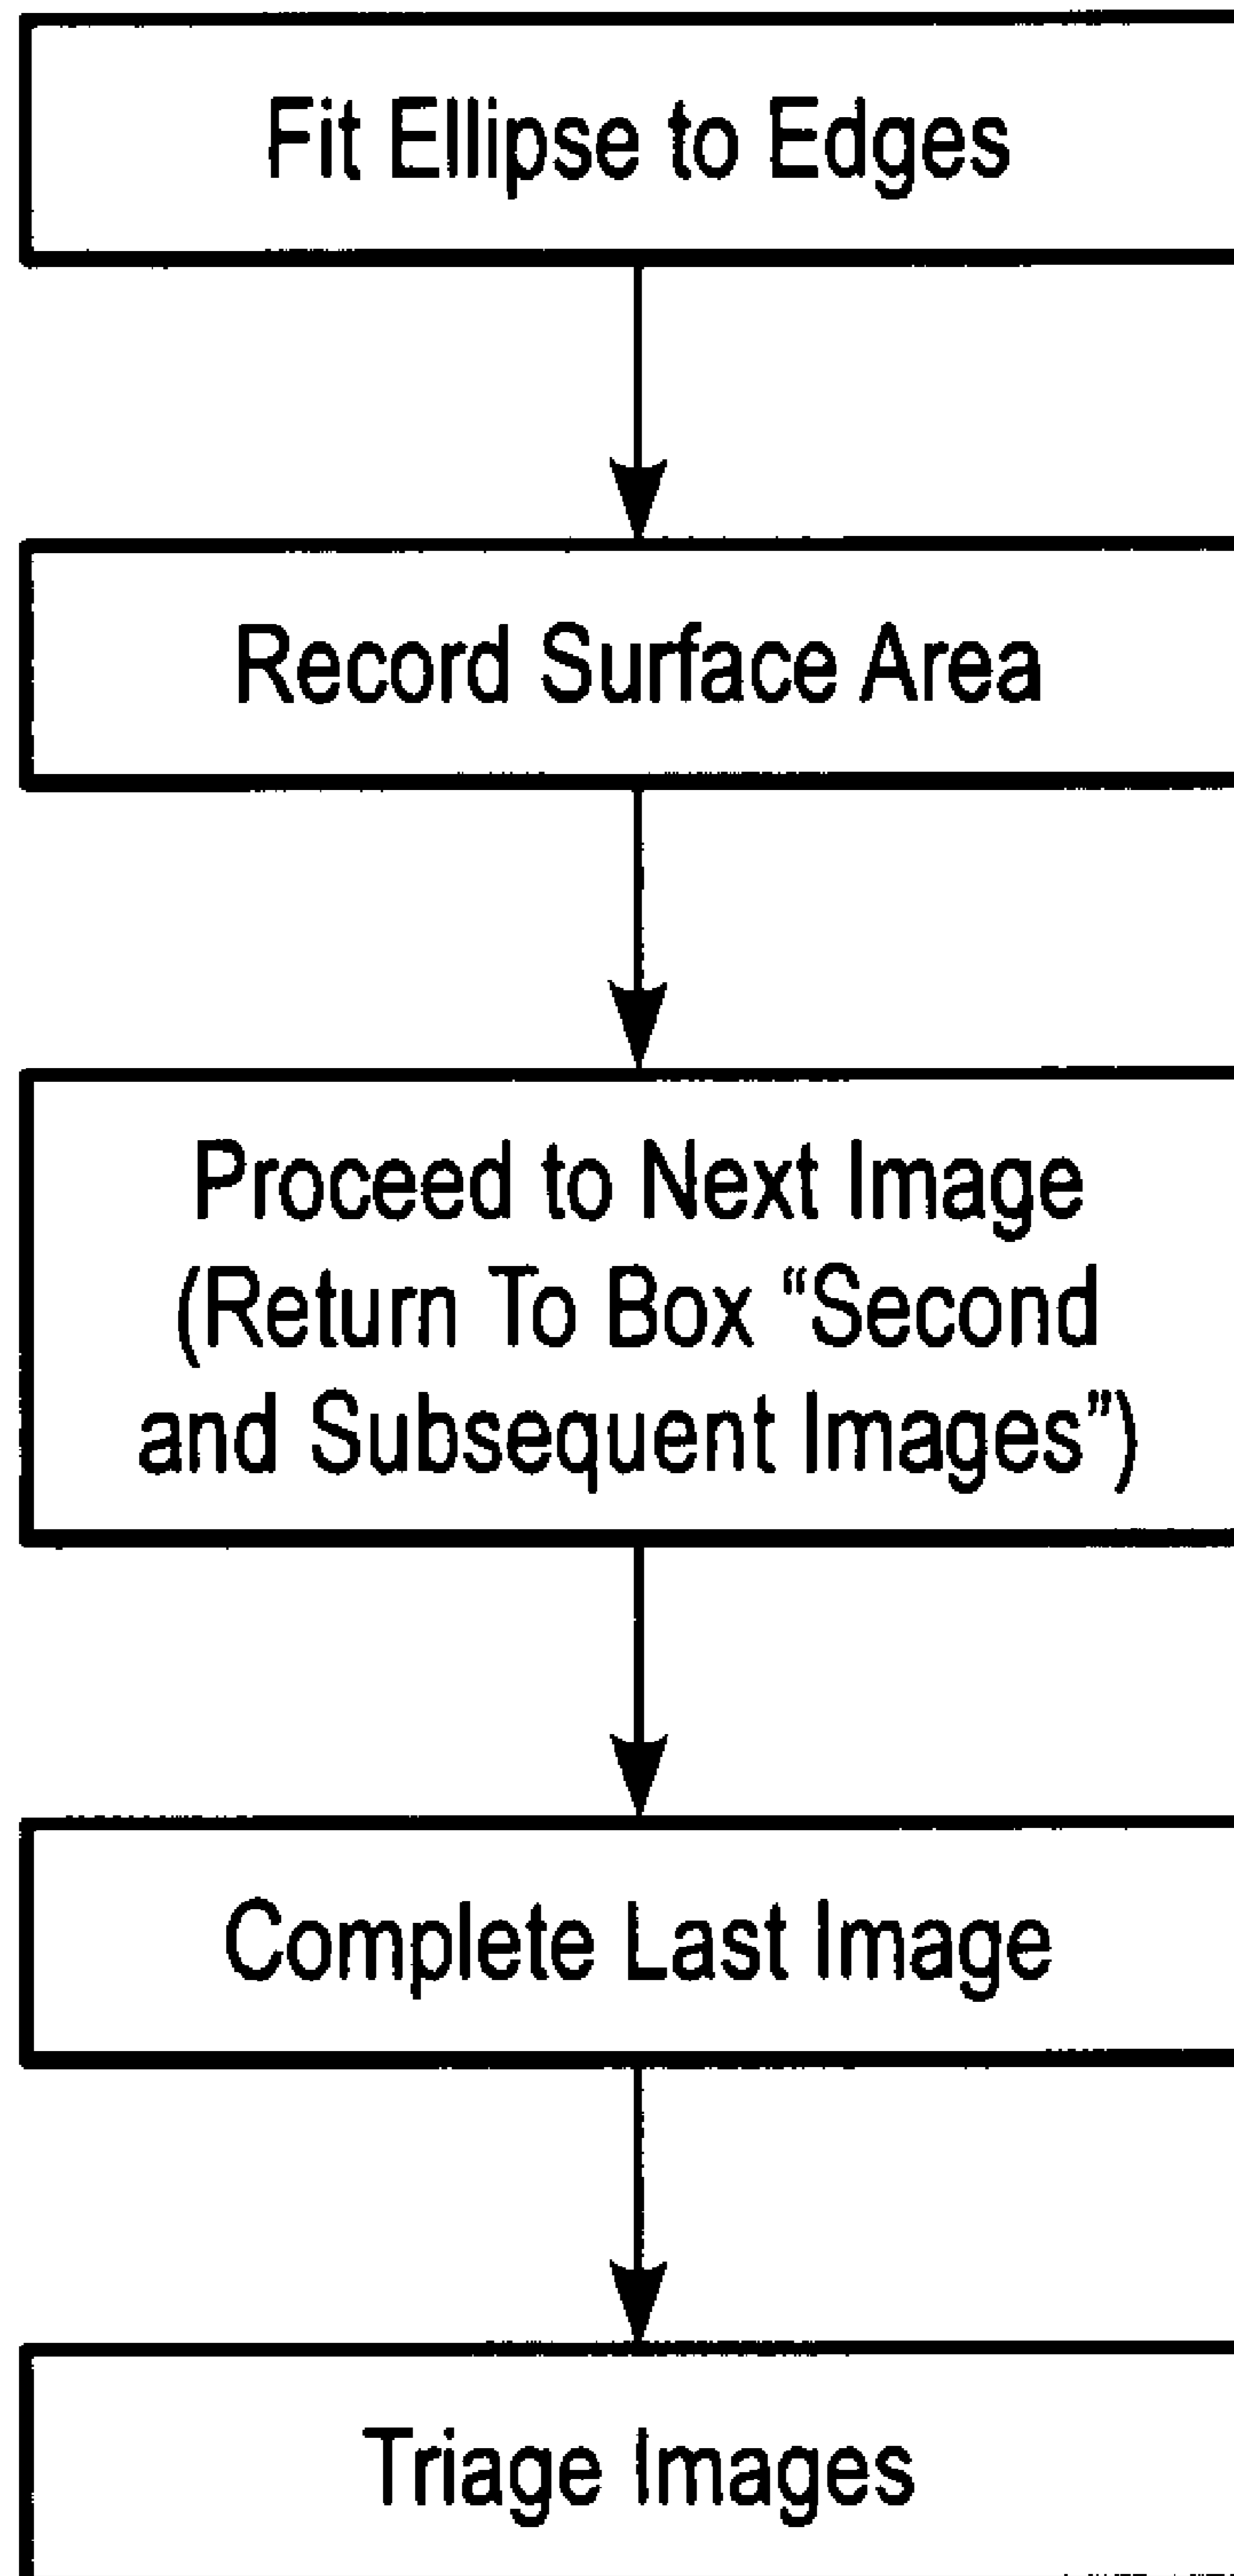 Fit Ellipse to Edges
Record Surface Area
Proceed to Next Image
(Return To Box “Second
and Subsequent Images”)
Complete Last Image
Triage Images